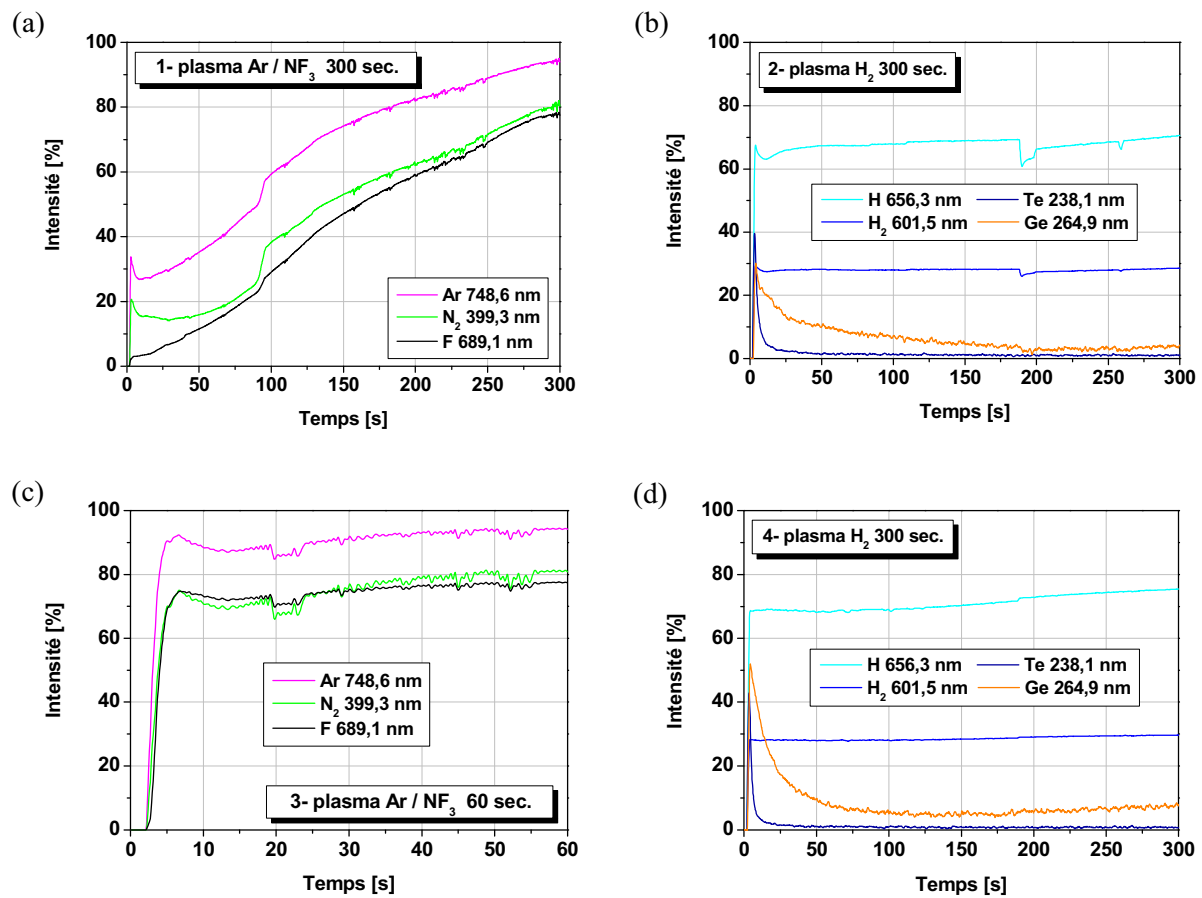 (a)
1- plasma Ar / NF3 300 sec.
Intensité [%]
100
80
60
40
20
0
Ar 748,6 nm
N2 399,3 nm
F 689,1 nm
0 50 100 150 200 250 300
Temps [s]
(b)
2- plasma H2 300 sec.
Intensité [%]
100
80
60
40
20
0
H 656,3 nm Te 238,1 nm
H2 601,5 nm Ge 264,9 nm
0 50 100 150 200 250 300
Temps [s]
(c)
Intensité [%]
100
80
60
40
20
0
Ar 748,6 nm
N2 399,3 nm
F 689,1 nm
3- plasma Ar / NF3 60 sec.
0 10 20 30 40 50 60
Temps [s]
(d)
4- plasma H2 300 sec.
Intensité [%]
100
80
60
40
20
0
H 656,3 nm Te 238,1 nm
H2 601,5 nm Ge 264,9 nm
0 50 100 150 200 250 300
Temps [s]